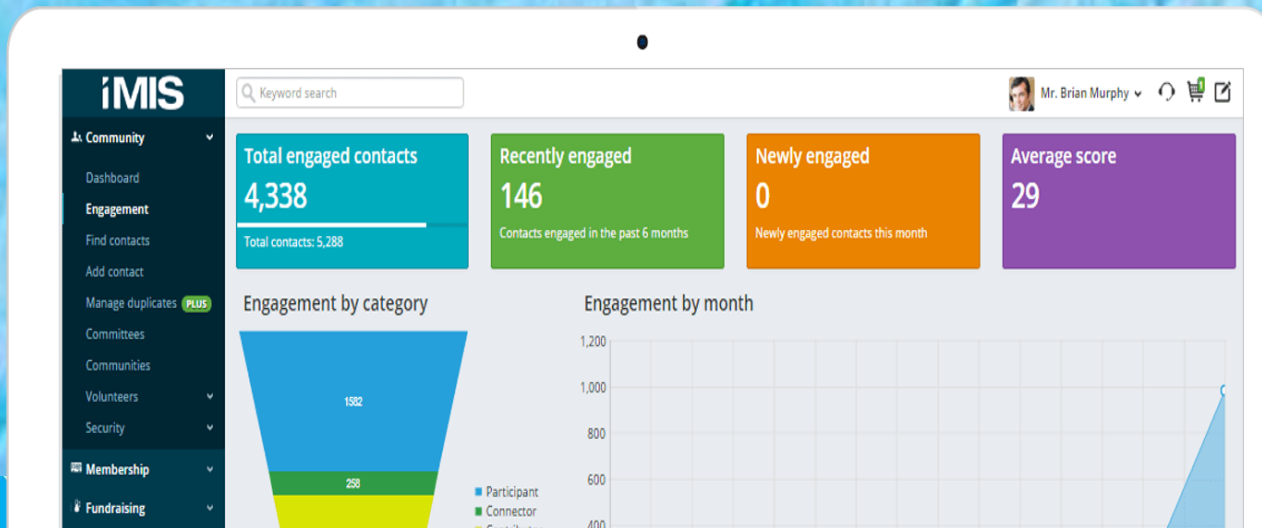 iMIS
Keyword search
Mr. Brian Murphy
Community
Dashboard
Engagement
Find contacts
Add contact
Manage duplicates PLUS
Committees
Communities
Volunteers
Security
Membership
Fundraising
Total engaged contacts
4,338
Total contacts: 5,288
Recently engaged
146
Contacts engaged in the past 6 months
Newly engaged
0
Newly engaged contacts this month
Average score
29
Engagement by category
1582
258
Participant
Connector
Engagement by month
1,200
1,000
800
600
400